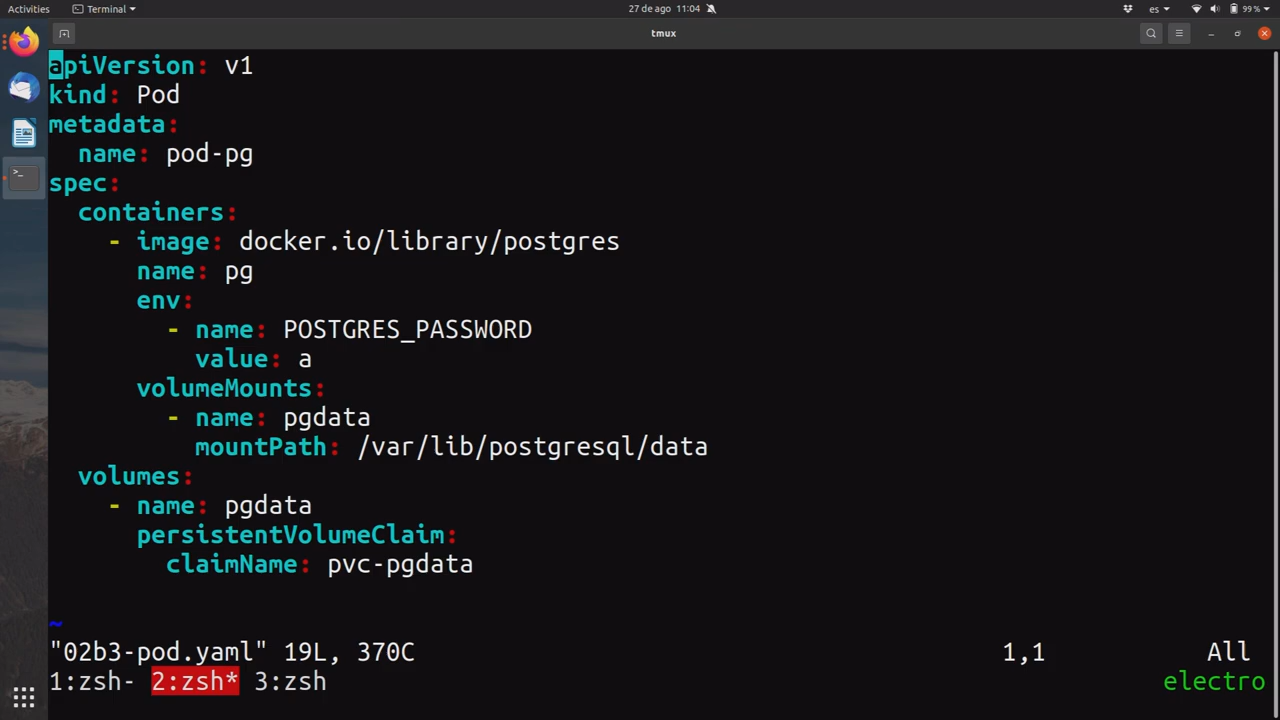 Activities Terminal 27 de ago 11:04 es 99 %
tmux
apiVersion: v1
kind: Pod
metadata:
  name: pod-pg
spec:
  containers:
    - image: docker.io/library/postgres
      name: pg
      env:
        - name: POSTGRES_PASSWORD
          value: a
      volumeMounts:
        - name: pgdata
          mountPath: /var/lib/postgresql/data
  volumes:
    - name: pgdata
      persistentVolumeClaim:
        claimName: pvc-pgdata
~
"02b3-pod.yaml" 19L, 370C 1,1 All
1:zsh- 2:zsh* 3:zsh electro